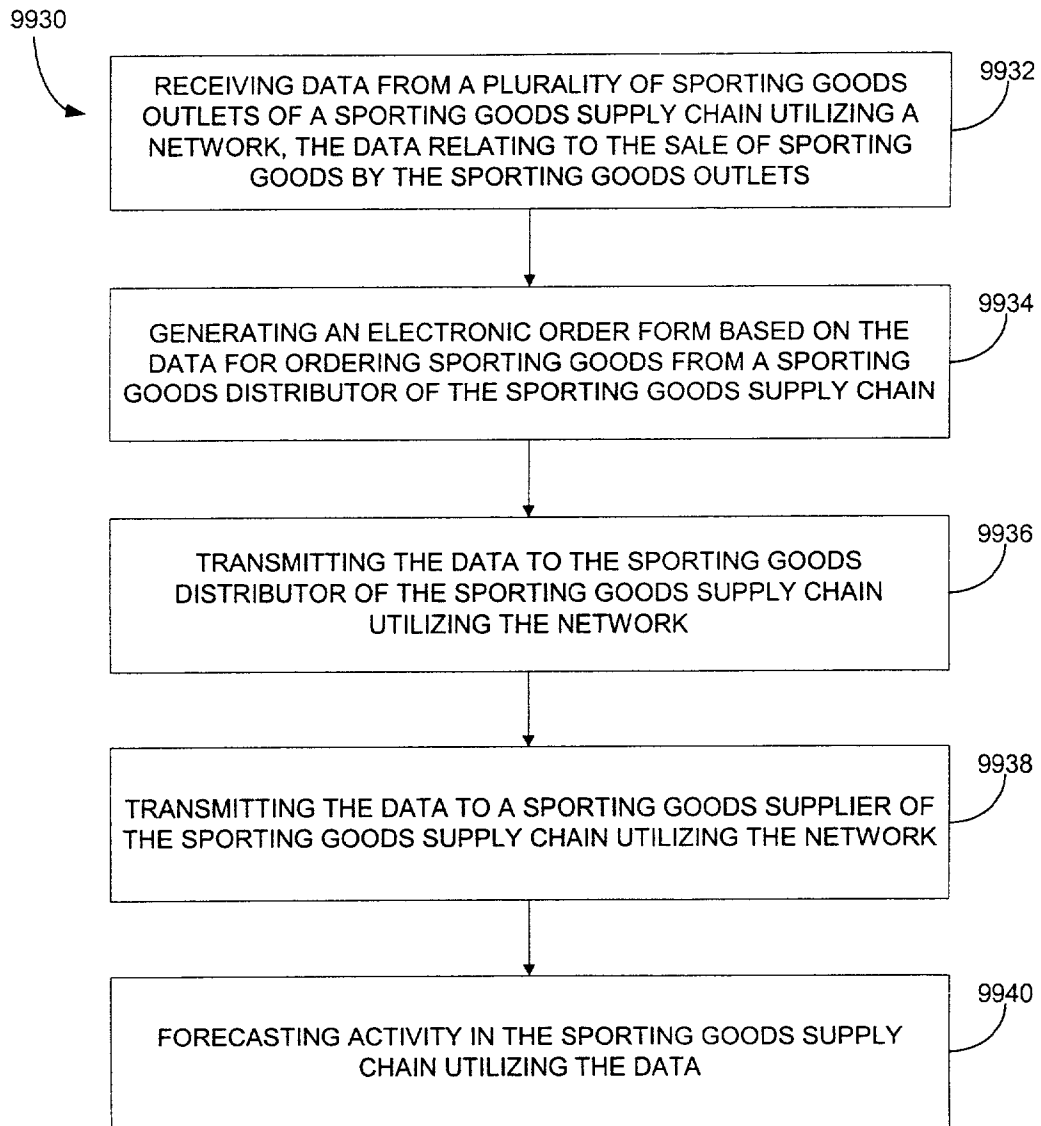 9930
RECEIVING DATA FROM A PLURALITY OF SPORTING GOODS
OUTLETS OF A SPORTING GOODS SUPPLY CHAIN UTILIZING A
NETWORK, THE DATA RELATING TO THE SALE OF SPORTING
GOODS BY THE SPORTING GOODS OUTLETS
9932
GENERATING AN ELECTRONIC ORDER FORM BASED ON THE
DATA FOR ORDERING SPORTING GOODS FROM A SPORTING
GOODS DISTRIBUTOR OF THE SPORTING GOODS SUPPLY CHAIN
9934
TRANSMITTING THE DATA TO THE SPORTING GOODS
DISTRIBUTOR OF THE SPORTING GOODS SUPPLY CHAIN
UTILIZING THE NETWORK
9936
TRANSMITTING THE DATA TO A SPORTING GOODS SUPPLIER OF
THE SPORTING GOODS SUPPLY CHAIN UTILIZING THE NETWORK
9938
FORECASTING ACTIVITY IN THE SPORTING GOODS SUPPLY
CHAIN UTILIZING THE DATA
9940